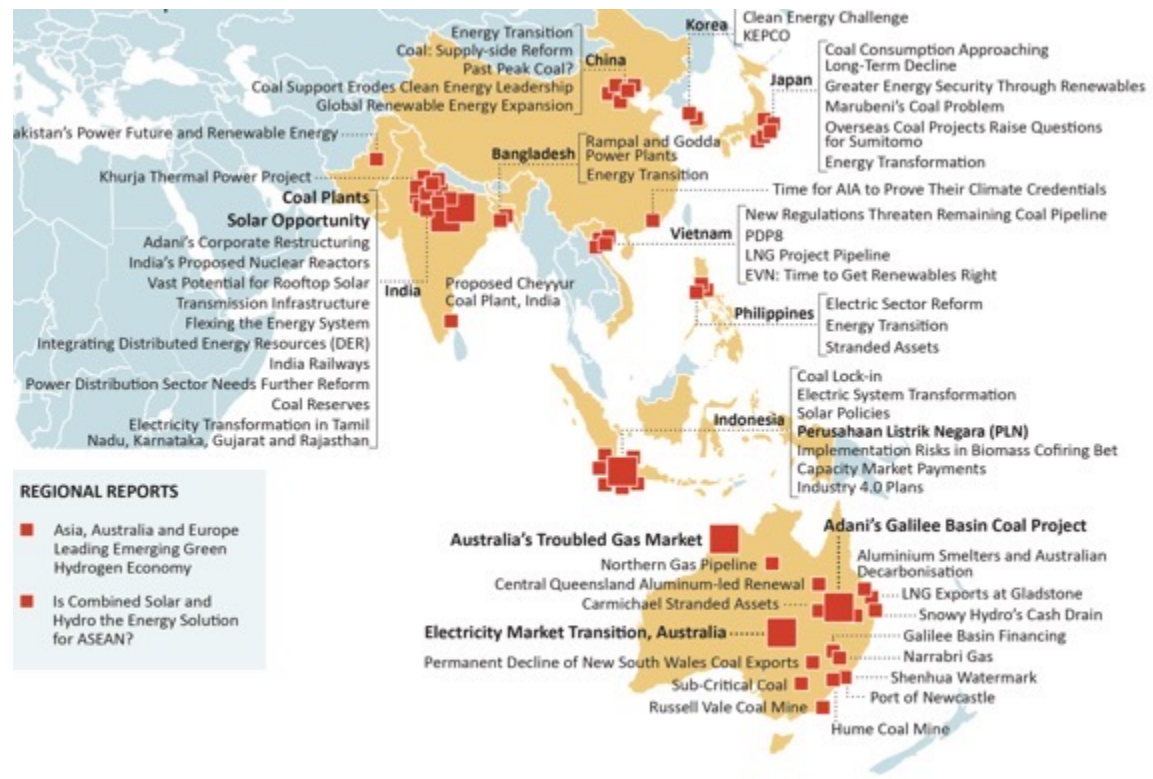 Energy Transition
Coal: Supply-side Reform
Past Peak Coal?
Coal Support Erodes Clean Energy Leadership
Global Renewable Energy Expansion
China
Korea
Clean Energy Challenge
KEPCO
Japan
Coal Consumption Approaching
Long-Term Decline
Greater Energy Security Through Renewables
Marubeni's Coal Problem
Overseas Coal Projects Raise Questions
for Sumitomo
Energy Transformation
akistan's Power Future and Renewable Energy
Bangladesh
Rampal and Godda
Power Plants
Energy Transition
Khurja Thermal Power Project
Coal Plants
Solar Opportunity
Adani's Corporate Restructuring
India's Proposed Nuclear Reactors
Vast Potential for Rooftop Solar
Transmission Infrastructure
Flexing the Energy System
Integrating Distributed Energy Resources (DER)
India Railways
Power Distribution Sector Needs Further Reform
Coal Reserves
Electricity Transformation in Tamil
Nadu, Karnataka, Gujarat and Rajasthan
India
Proposed Cheyyur
Coal Plant, India
Time for AIA to Prove Their Climate Credentials
Vietnam
New Regulations Threaten Remaining Coal Pipeline
PDP8
LNG Project Pipeline
EVN: Time to Get Renewables Right
Philippines
Electric Sector Reform
Energy Transition
Stranded Assets
Indonesia
Coal Lock-in
Electric System Transformation
Solar Policies
Perusahaan Listrik Negara (PLN)
Implementation Risks in Biomass Cofiring Bet
Capacity Market Payments
Industry 4.0 Plans
REGIONAL REPORTS
Asia, Australia and Europe
Leading Emerging Green
Hydrogen Economy
Is Combined Solar and
Hydro the Energy Solution
for ASEAN?
Australia's Troubled Gas Market
Northern Gas Pipeline
Central Queensland Aluminum-led Renewal
Carmichael Stranded Assets
Electricity Market Transition, Australia
Permanent Decline of New South Wales Coal Exports
Sub-Critical Coal
Russell Vale Coal Mine
Adani's Galilee Basin Coal Project
Aluminium Smelters and Australian
Decarbonisation
LNG Exports at Gladstone
Snowy Hydro's Cash Drain
Galilee Basin Financing
Narrabri Gas
Shenhua Watermark
Port of Newcastle
Hume Coal Mine